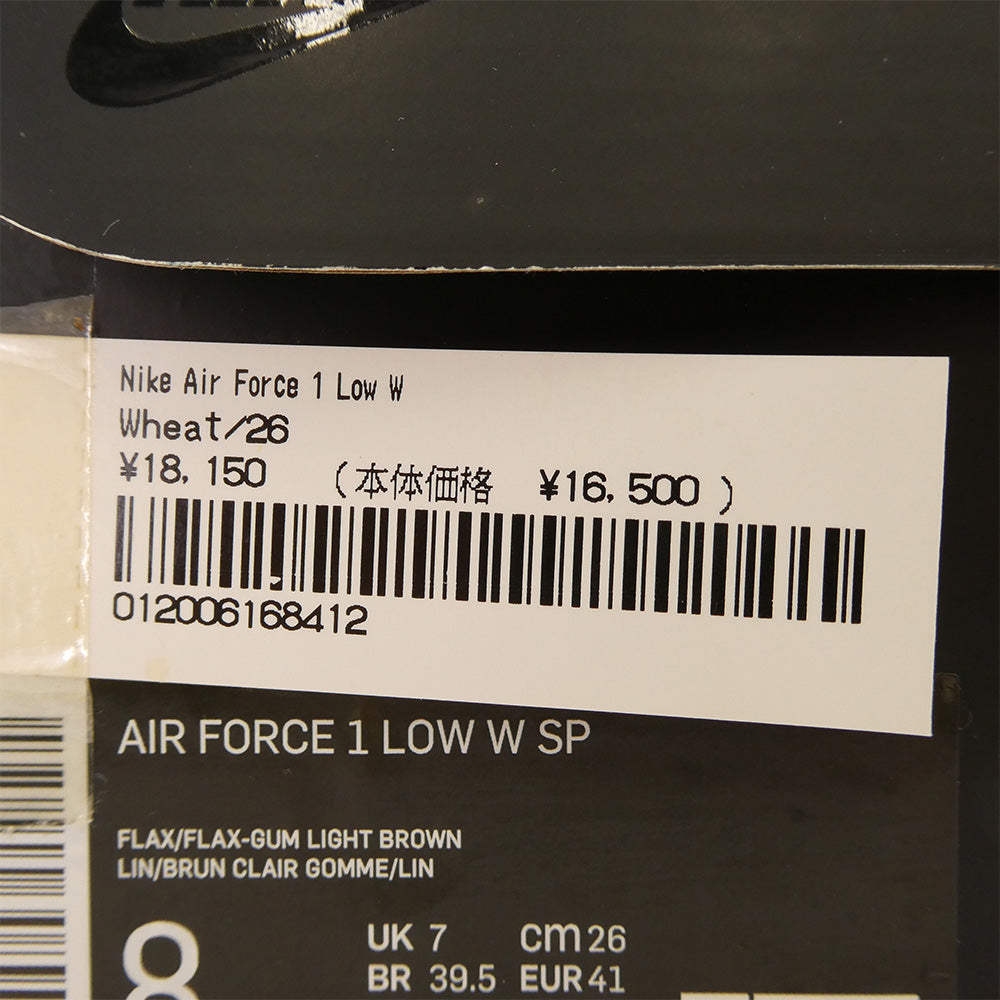 Nike Air Force 1 Low W
Wheat/26
¥18,150 (本体価格 ¥16,500 )
012006168412
AIR FORCE 1 LOW W SP
FLAX/FLAX-GUM LIGHT BROWN
LIN/BRUN CLAIR GOMME/LIN
8 UK 7 cm 26
BR 39.5 EUR 41